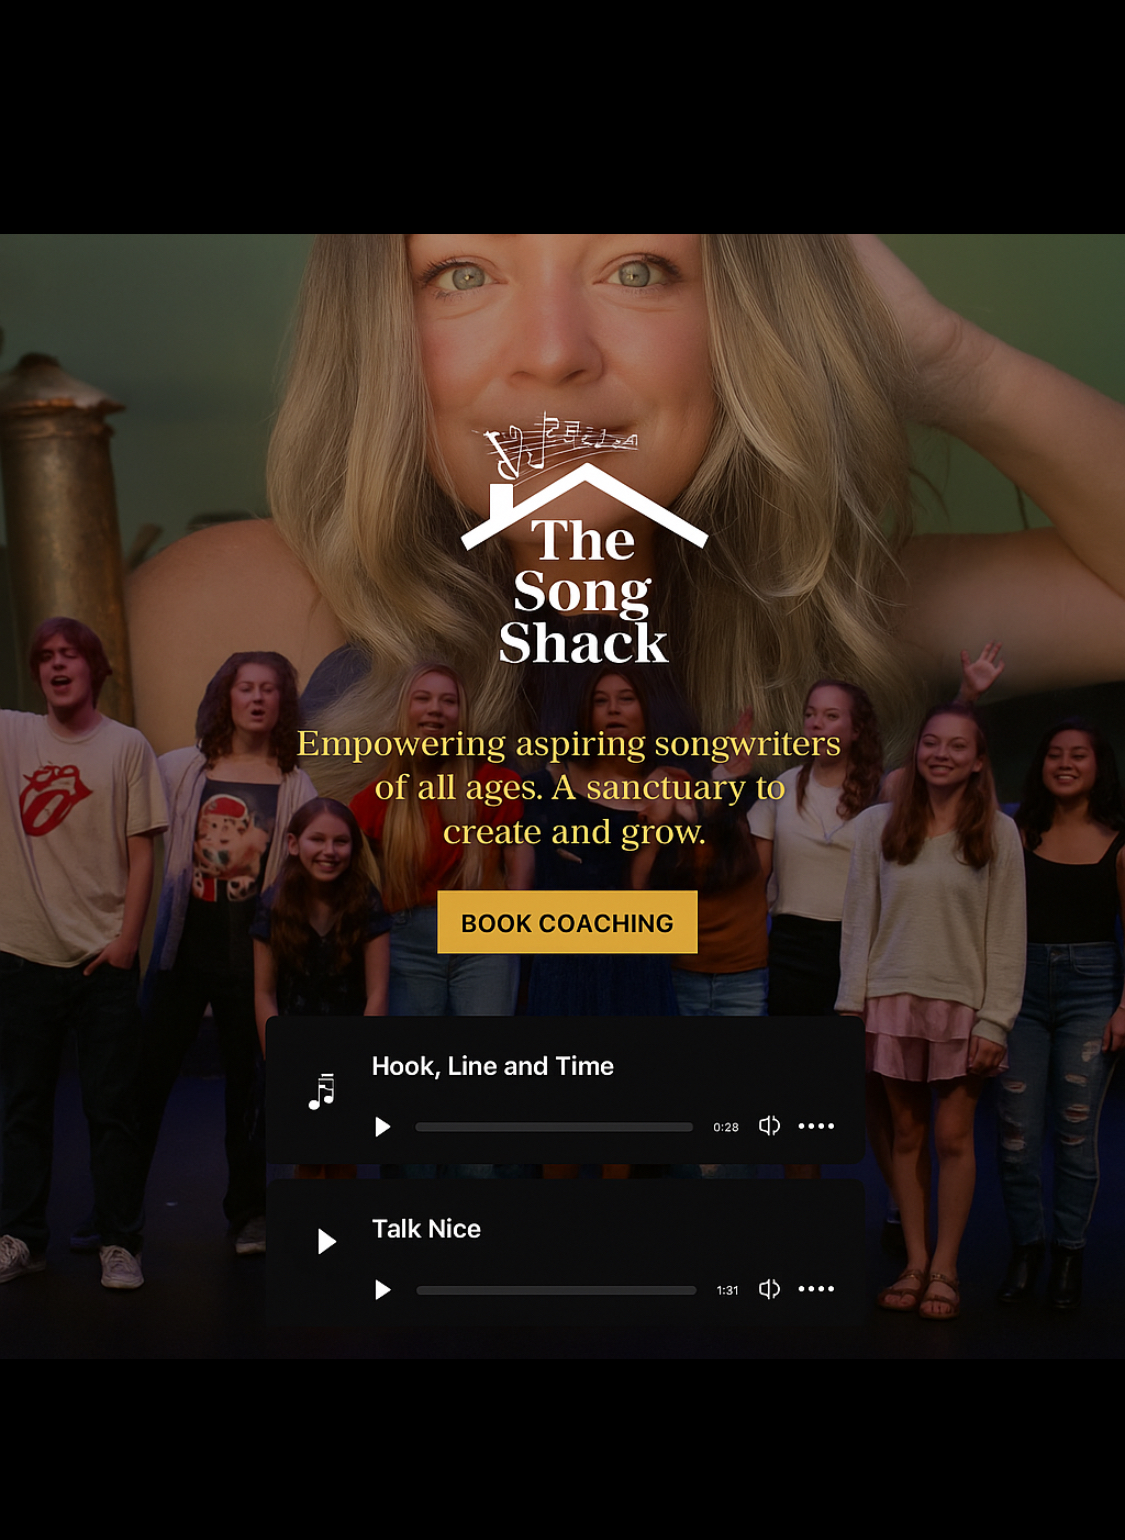 The
Song
Shack
Empowering aspiring songwriters
of all ages. A sanctuary to
create and grow.
BOOK COACHING
Hook, Line and Time
0:28
Talk Nice
1:31